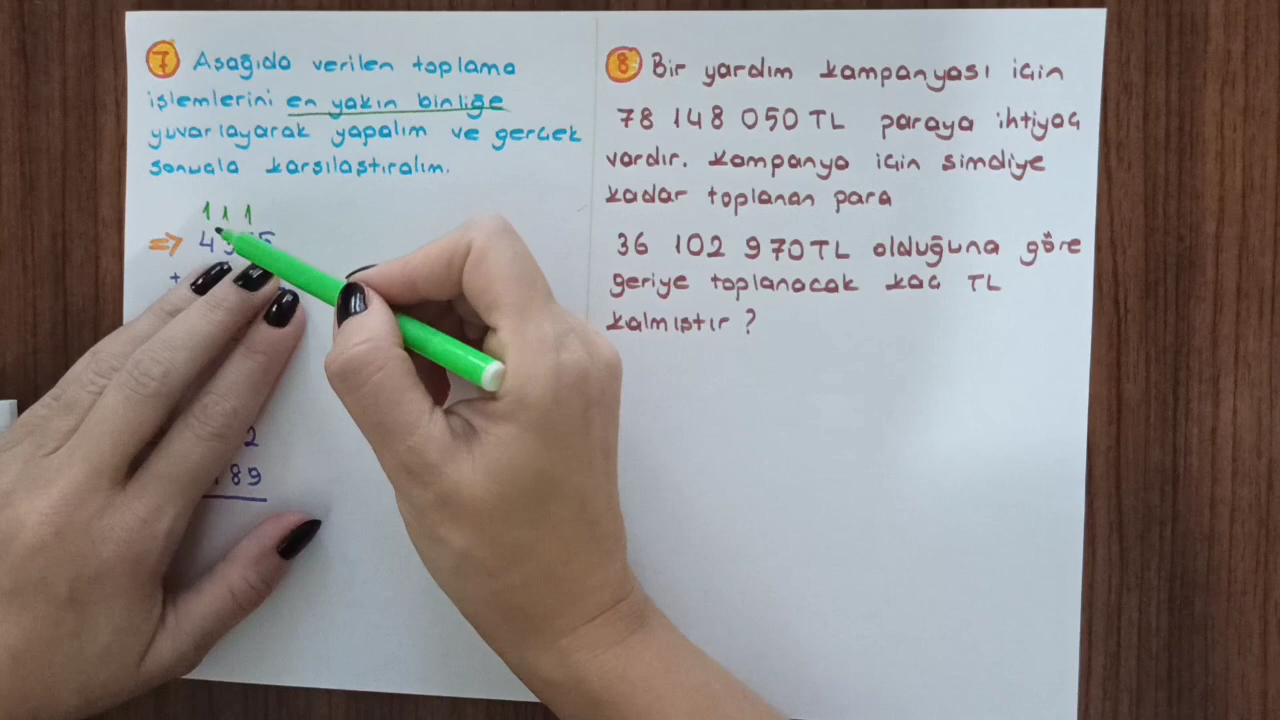 7 Aşağıda verilen toplama
işlemlerini en yakın binliğe
yuvarlayarak yapalım ve gerçek
sonuçla karşılaştıralım.
1 1 1
⇒ 4
+
2
89
8 Bir yardım kampanyası için
78 148 050 TL paraya ihtiyaç
vardır. Kampanya için şimdiye
kadar toplanan para
36 102 970 TL olduğuna göre
geriye toplanacak kaç TL
kalmıştır?